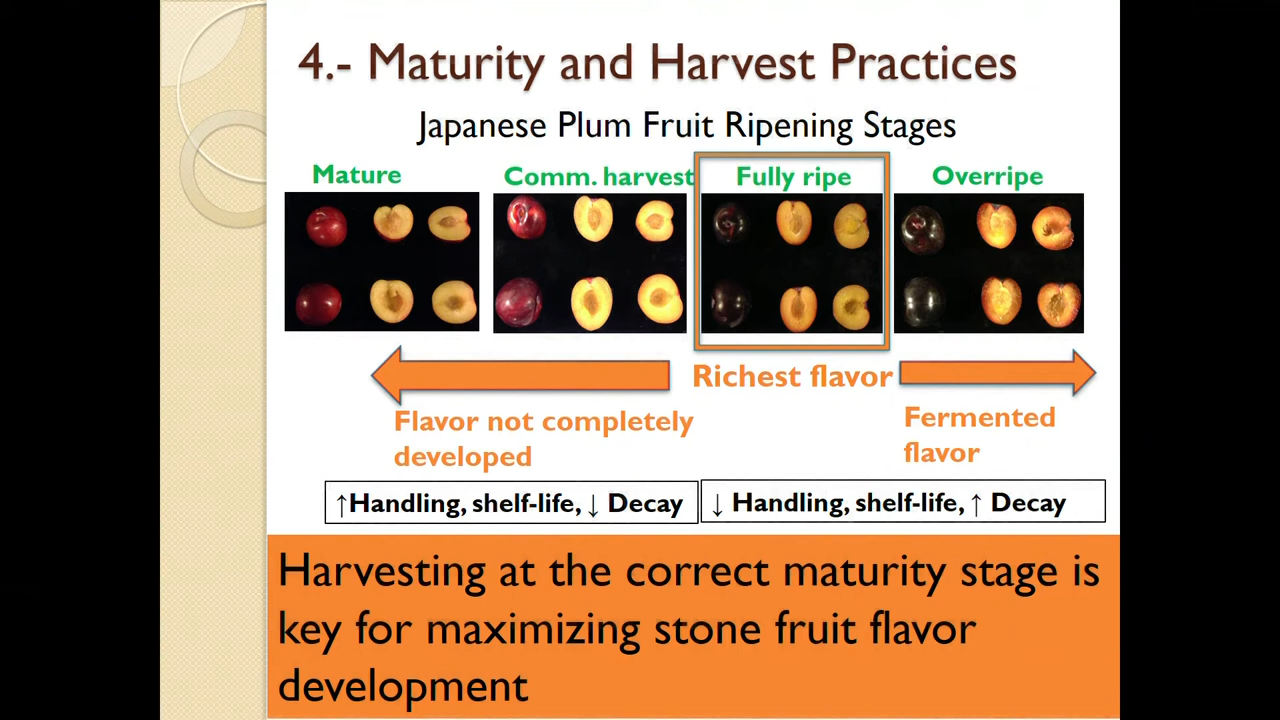 4.- Maturity and Harvest Practices
Japanese Plum Fruit Ripening Stages
Mature
Comm. harvest
Fully ripe
Overripe
Richest flavor
Flavor not completely
developed
Fermented
flavor
↑Handling, shelf-life, ↓ Decay
↓ Handling, shelf-life, ↑ Decay
Harvesting at the correct maturity stage is
key for maximizing stone fruit flavor
development